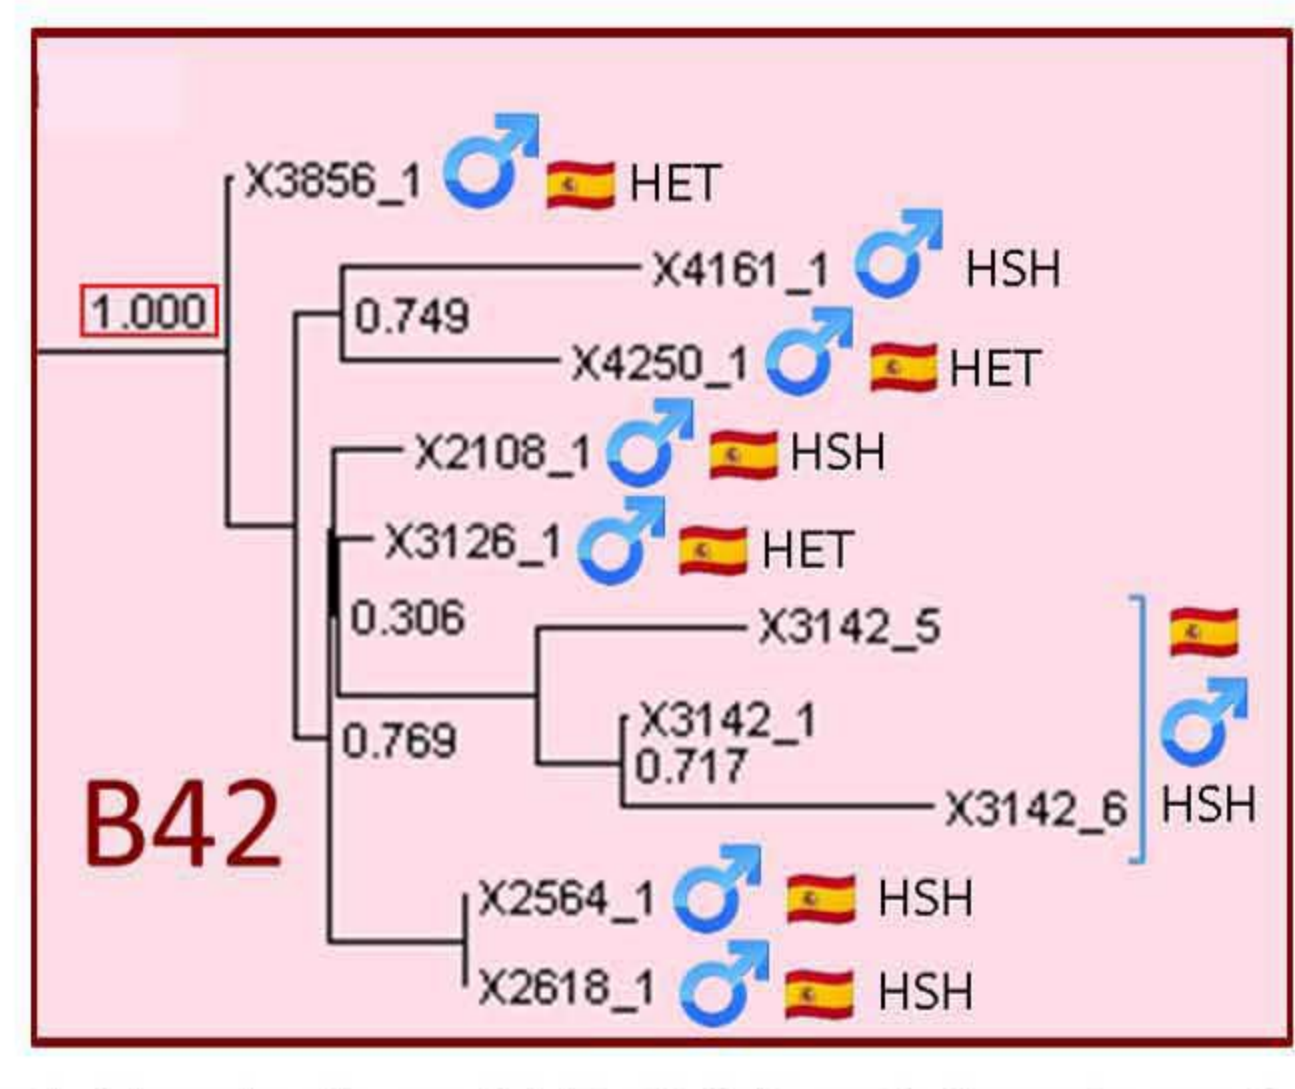 X3856_1 HET
X4161_1 HSH
1.000
0.749
X4250_1 HET
X2108_1 HSH
X3126_1 HET
0.306
X3142_5
X3142_1
0.769
0.717
X3142_6 HSH
B42
X2564_1 HSH
X2618_1 HSH